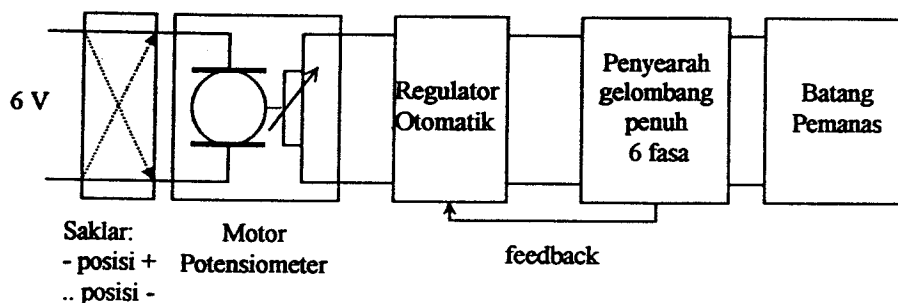 6 V
Saklar:
- posisi +
.. posisi -
Motor
Potensiometer
Regulator
Otomatik
feedback
Penyearah
gelombang
penuh
6 fasa
Batang
Pemanas